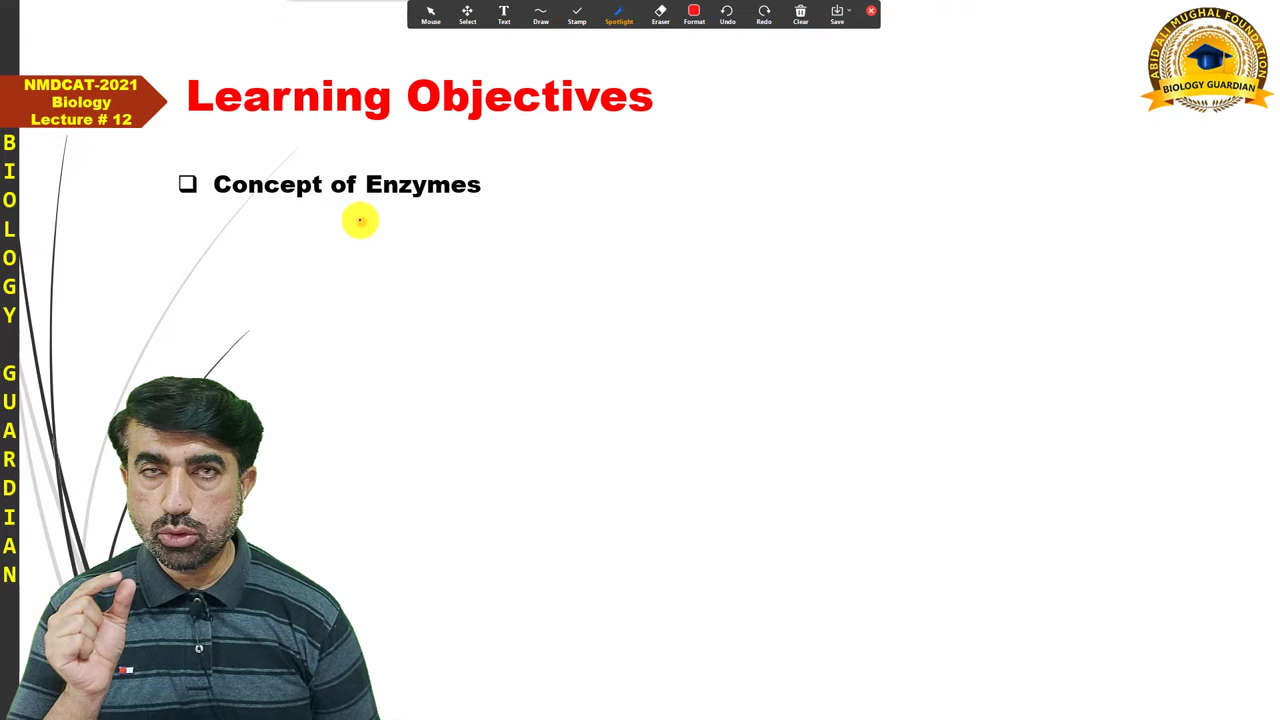 Mouse Select Text Draw Stamp Spotlight Eraser Format Undo Redo Clear Save
ABID ALI MUGHAL FOUNDATION
BIOLOGY GUARDIAN
NMDCAT-2021
Biology
Lecture # 12
Learning Objectives
Concept of Enzymes
BIOLOGY GUARDIAN